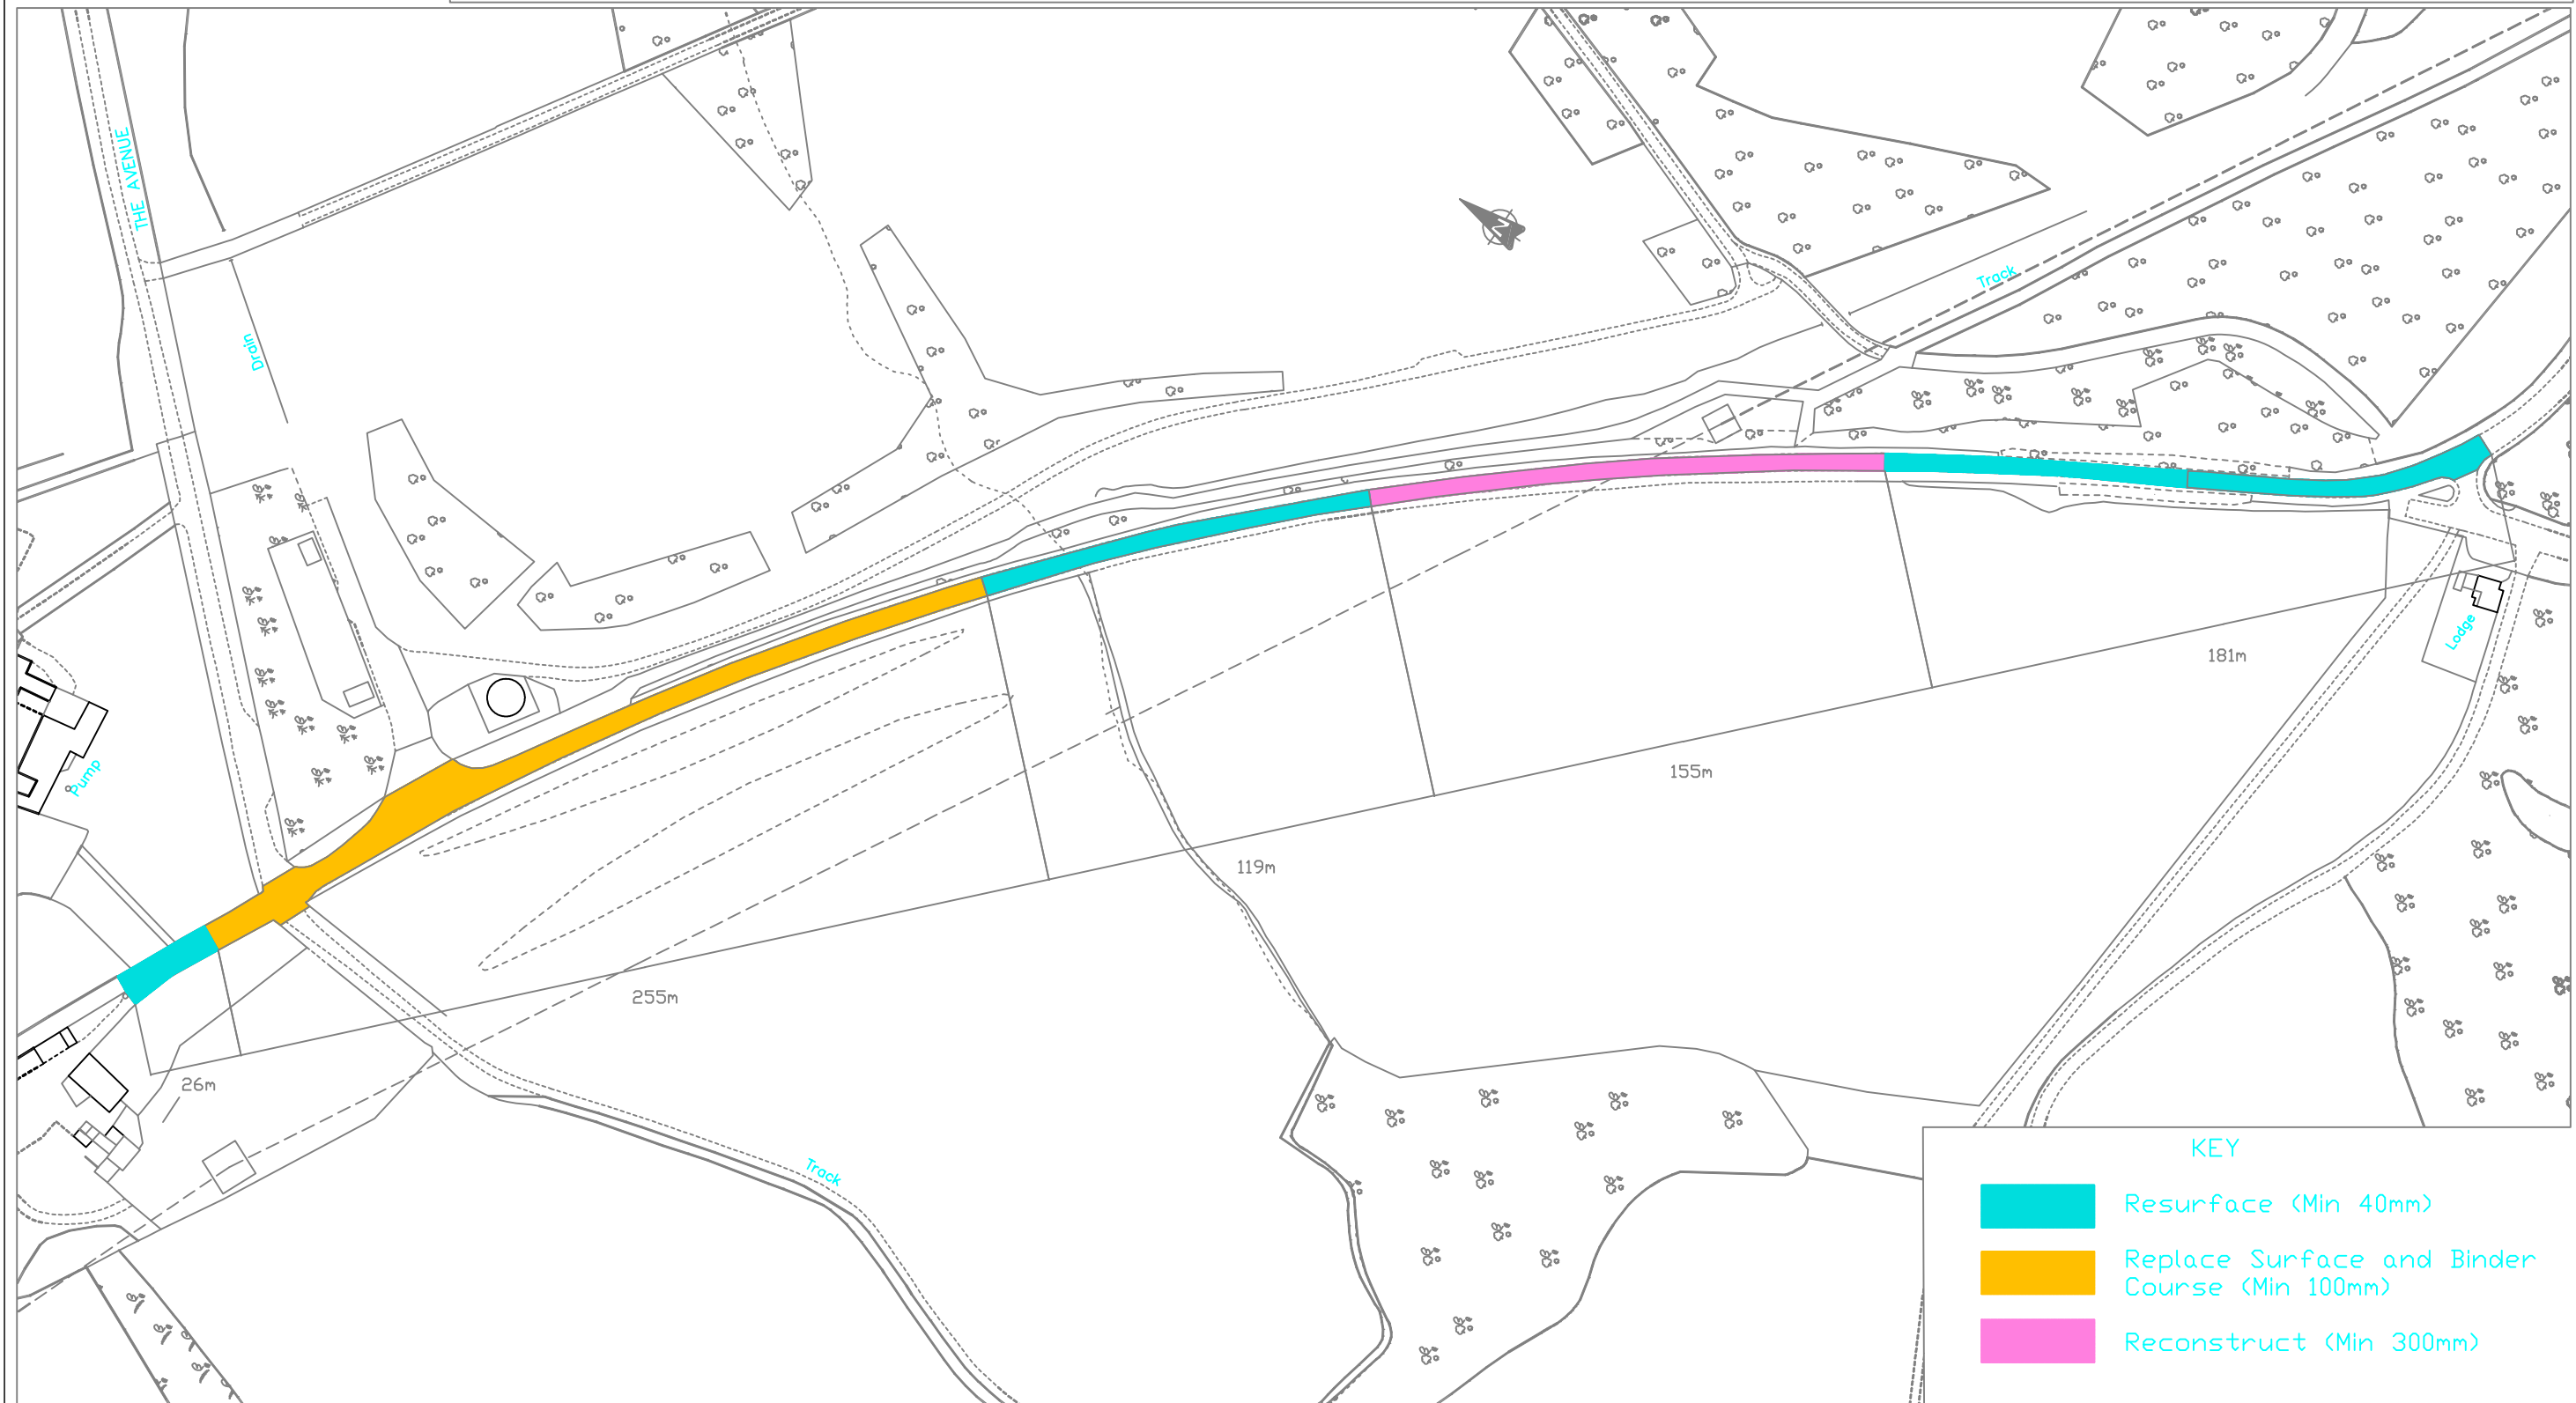 THE AVENUE
Drain
N
Track
Lodge
181m
155m
Pump
119m
255m
26m
Track
KEY
Resurface (Min 40mm)
Replace Surface and Binder
Course (Min 100mm)
Reconstruct (Min 300mm)